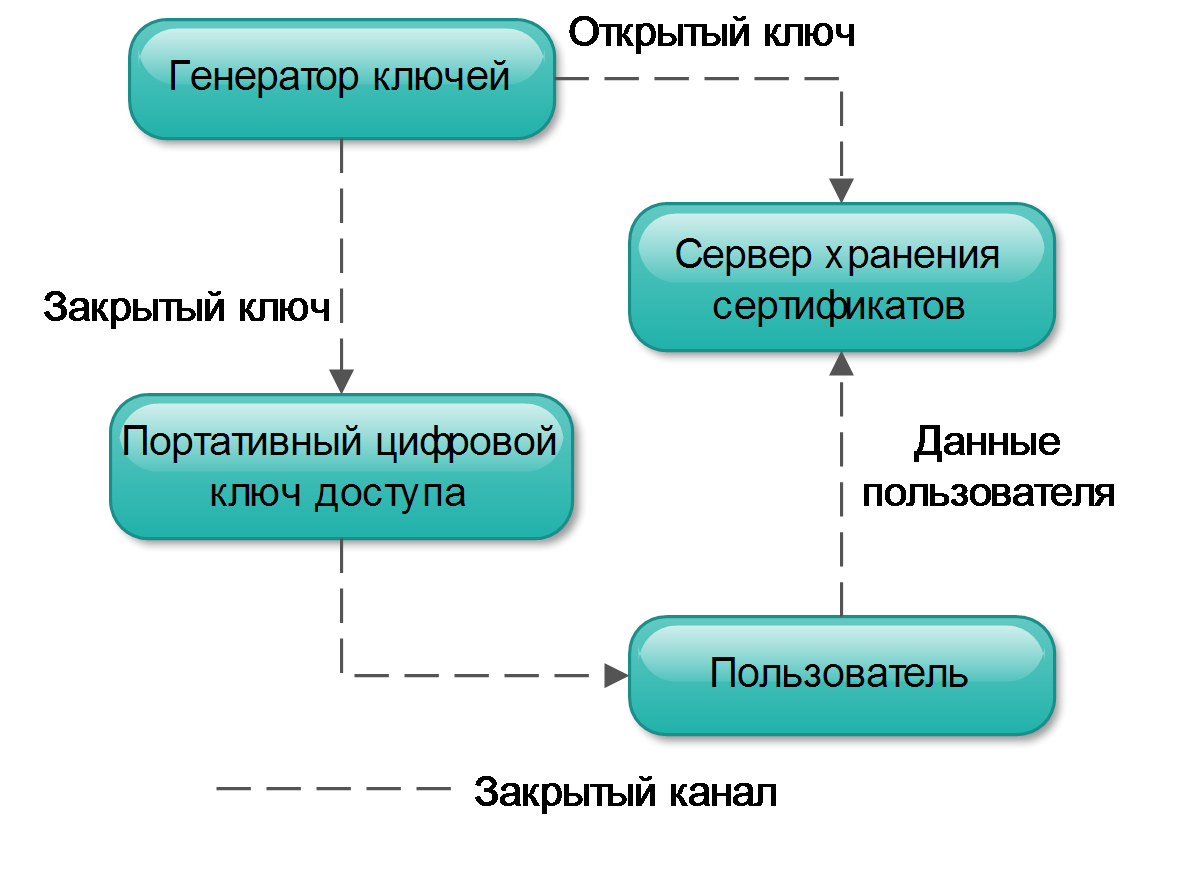 Открытый ключ
Генератор ключей
Сервер хранения
сертификатов
Закрытый ключ
Портативный цифровой
ключ доступа
Данные
пользователя
Пользователь
Закрытый канал